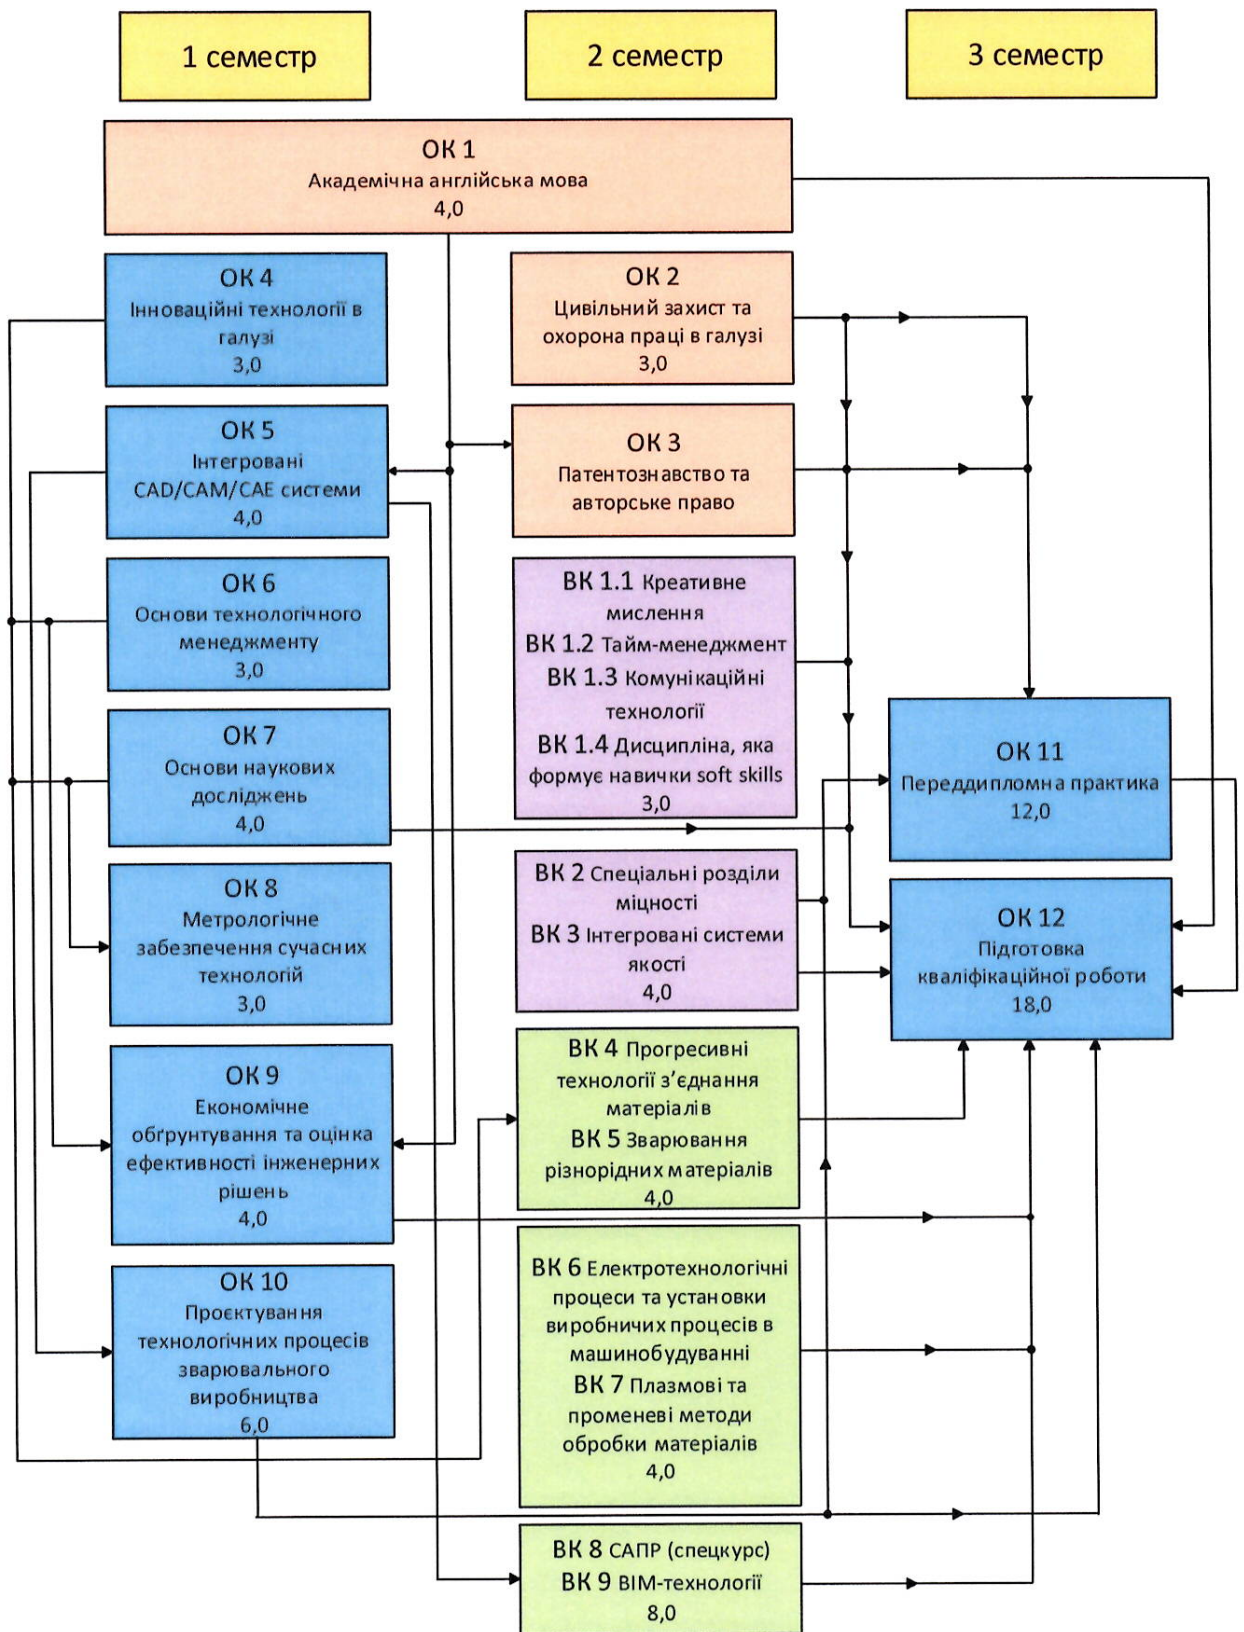 1 семестр
2 семестр
3 семестр
ОК 1
Академічна англійська мова
4,0
ОК 4
Інноваційні технології в
галузі
3,0
ОК 5
Інтегровані
CAD/CAM/CAE системи
4,0
ОК 6
Основи технологічного
менеджменту
3,0
ОК 7
Основи наукових
досліджень
4,0
ОК 8
Метрологічне
забезпечення сучасних
технологій
3,0
ОК 9
Економічне
обґрунтування та оцінка
ефективності інженерних
рішень
4,0
ОК 10
Проєктування
технологічних процесів
зварювального
виробництва
6,0
ОК 2
Цивільний захист та
охорона праці в галузі
3,0
ОК 3
Патентознавство та
авторське право
ВК 1.1 Креативне
мислення
ВК 1.2 Тайм-менеджмент
ВК 1.3 Комунікаційні
технології
ВК 1.4 Дисципліна, яка
формує навички soft skills
3,0
ВК 2 Спеціальні розділи
міцності
ВК 3 Інтегровані системи
якості
4,0
ВК 4 Прогресивні
технології з’єднання
матеріалів
ВК 5 Зварювання
різнорідних матеріалів
4,0
ВК 6 Електротехнологічні
процеси та установки
виробничих процесів в
машинобудуванні
ВК 7 Плазмові та
променеві методи
обробки матеріалів
4,0
ВК 8 САПР (спецкурс)
ВК 9 BIM-технології
8,0
ОК 11
Переддипломна практика
12,0
ОК 12
Підготовка
кваліфікаційної роботи
18,0